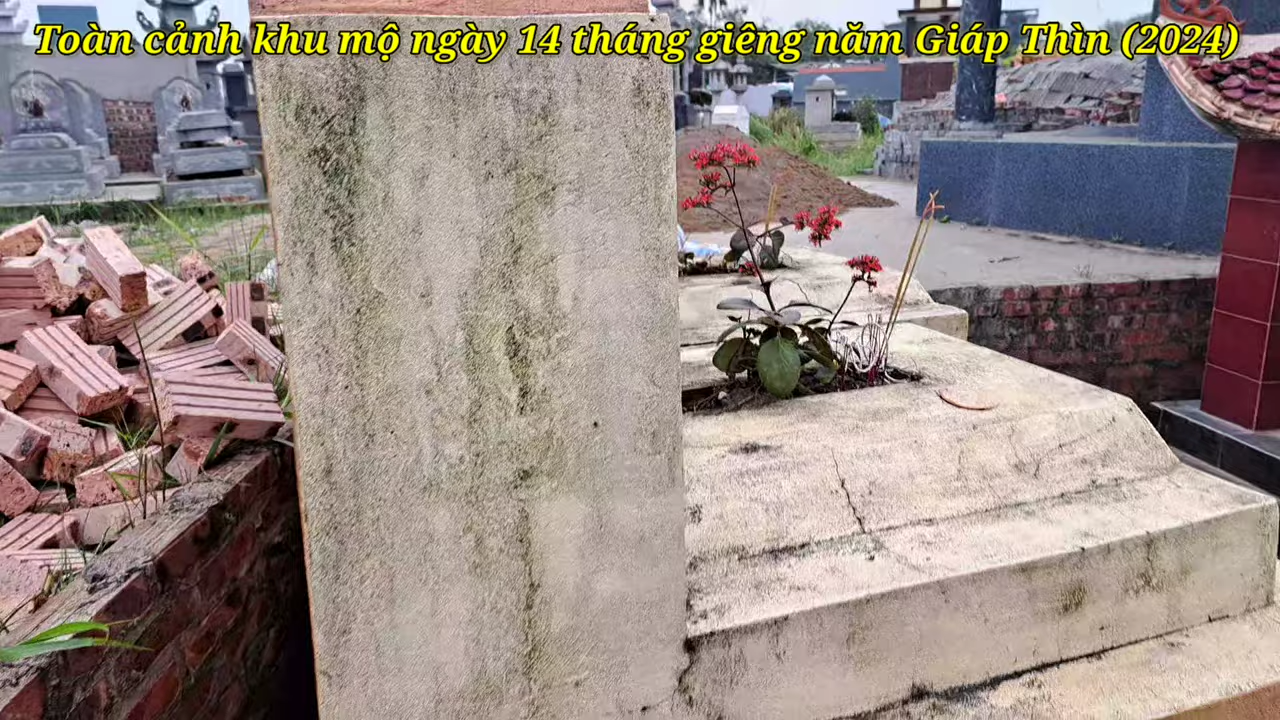 Toàn cảnh khu mộ ngày 14 tháng giêng năm Giáp Thìn (2024)